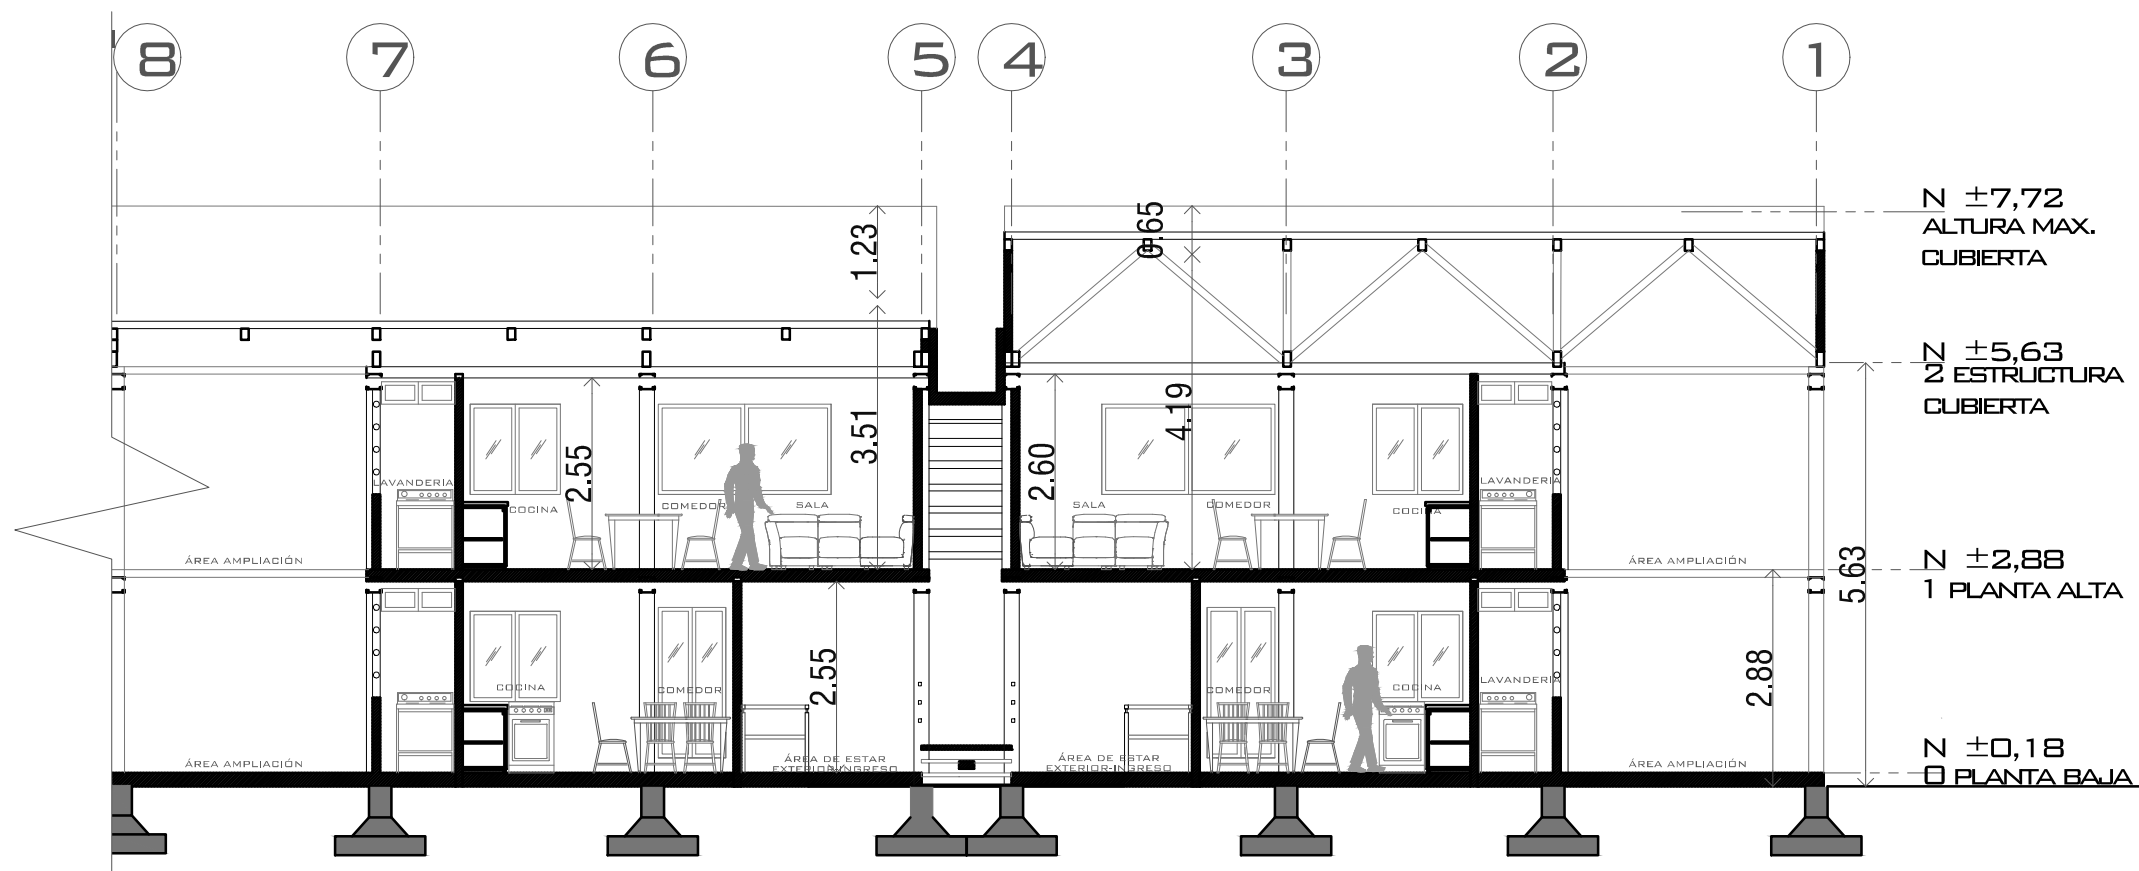 8 7 6 5 4 3 2 1
N ±7,72
ALTURA MAX.
CUBIERTA
0.65
1.23
N ±5,63
2 ESTRUCTURA
CUBIERTA
4.19
3.51
2.55
2.60
LAVANDERÍA
COCINA
COMEDOR
SALA
SALA
COMEDOR
COCINA
LAVANDERÍA
ÁREA AMPLIACIÓN
ÁREA AMPLIACIÓN
N ±2,88
1 PLANTA ALTA
5.63
2.55
2.88
COCINA
COMEDOR
COMEDOR
COCINA
LAVANDERÍA
ÁREA AMPLIACIÓN
ÁREA DE ESTAR
EXTERIOR-INGRESO
ÁREA DE ESTAR
EXTERIOR-INGRESO
ÁREA AMPLIACIÓN
N ±0,18
0 PLANTA BAJA